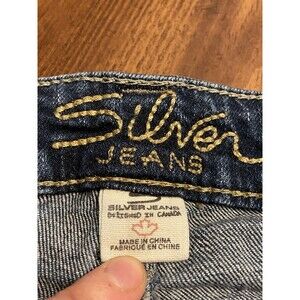 Silver
JEANS
SILVER JEANS
DESIGNED IN CANADA
MADE IN CHINA
FABRIQUÉ EN CHINE